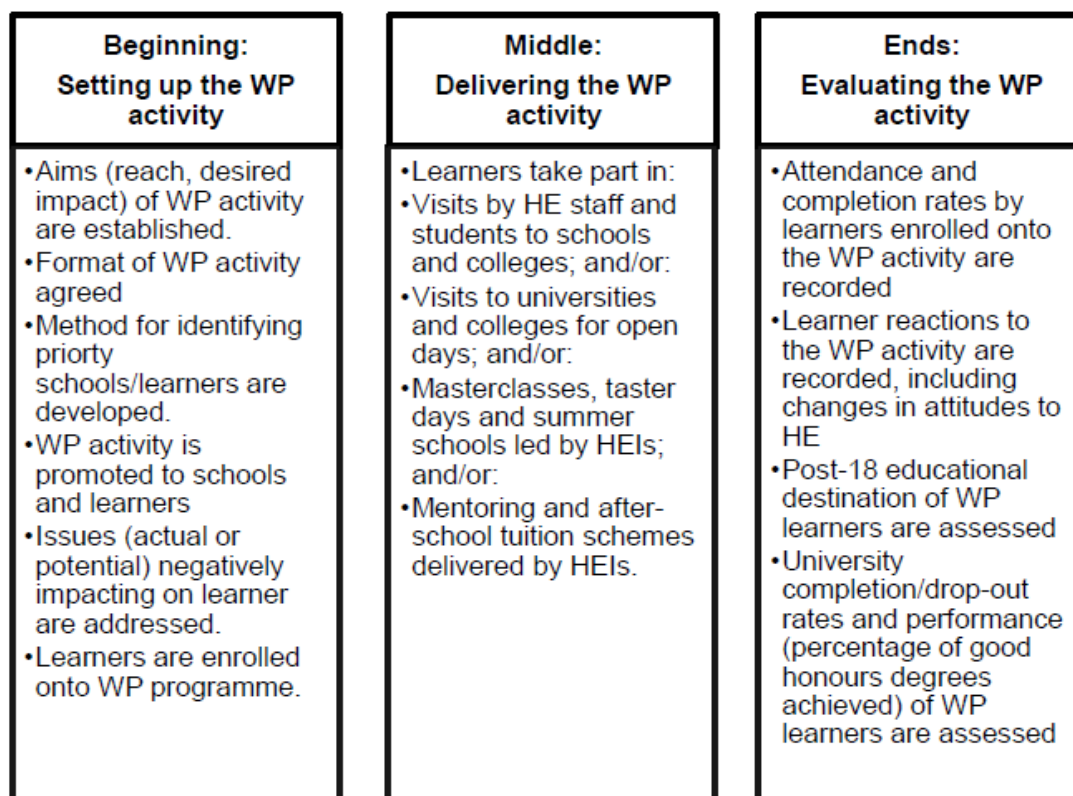 Beginning:
Setting up the WP
activity
•Aims (reach, desired
impact) of WP activity
are established.
•Format of WP activity
agreed
•Method for identifying
priorty
schools/learners are
developed.
•WP activity is
promoted to schools
and learners
•Issues (actual or
potential) negatively
impacting on learner
are addressed.
•Learners are enrolled
onto WP programme.
Middle:
Delivering the WP
activity
•Learners take part in:
•Visits by HE staff and
students to schools
and colleges; and/or:
•Visits to universities
and colleges for open
days; and/or:
•Masterclasses, taster
days and summer
schools led by HEIs;
and/or:
•Mentoring and after-
school tuition schemes
delivered by HEIs.
Ends:
Evaluating the WP
activity
•Attendance and
completion rates by
learners enrolled onto
the WP activity are
recorded
•Learner reactions to
the WP activity are
recorded, including
changes in attitudes to
HE
•Post-18 educational
destination of WP
learners are assessed
•University
completion/drop-out
rates and performance
(percentage of good
honours degrees
achieved) of WP
learners are assessed